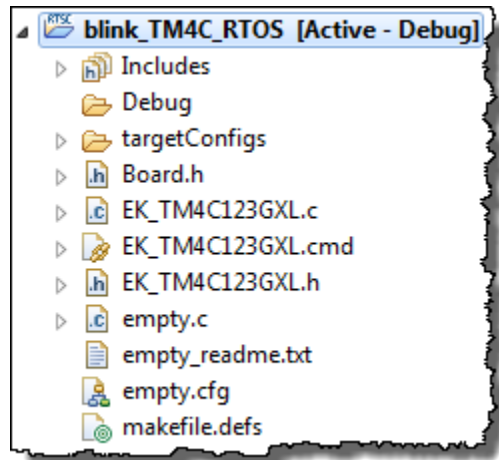 RTSC blink_TM4C_RTOS [Active - Debug]
h Includes
Debug
targetConfigs
.h Board.h
.c EK_TM4C123GXL.c
EK_TM4C123GXL.cmd
.h EK_TM4C123GXL.h
.c empty.c
empty_readme.txt
empty.cfg
makefile.defs